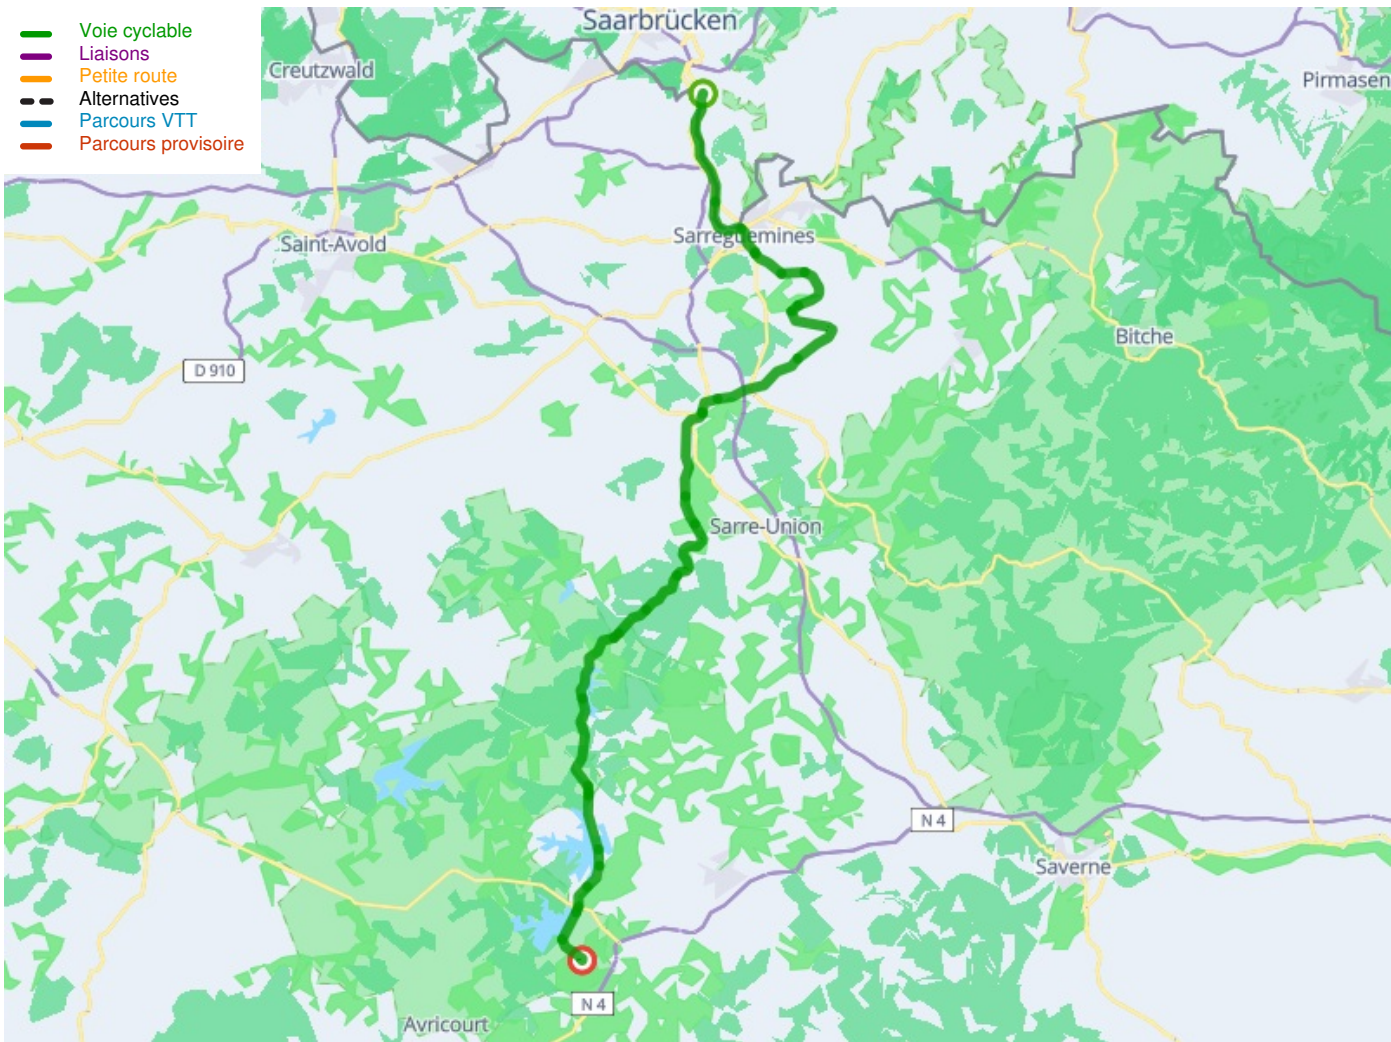 Voie cyclable
Liaisons
Petite route
Alternatives
Parcours VTT
Parcours provisoire
Saarbrücken
Creutzwald
Pirmasen
Sarreguemines
Saint-Avold
Bitche
D 910
Sarre-Union
N 4
Saverne
N 4
Avricourt